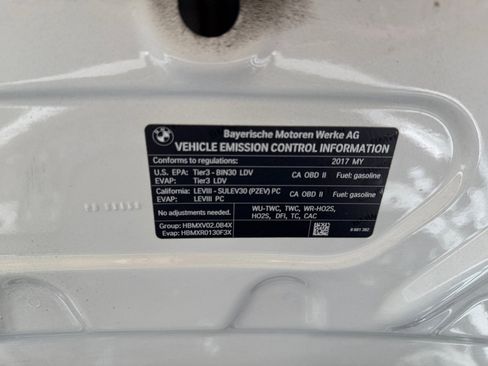 BMW
Bayerische Motoren Werke AG
VEHICLE EMISSION CONTROL INFORMATION
Conforms to regulations: 2017 MY
U.S. EPA: Tier3 - BIN30 LDV CA OBD II Fuel: gasoline
EVAP: Tier3 LDV
California: LEVIII - SULEV30 (PZEV) PC CA OBD II Fuel: gasoline
EVAP: LEVIII PC
No adjustments needed. WU-TWC, TWC, WR-HO2S,
HO2S, DFI, TC, CAC
Group: HBMXV02.0B4X
Evap: HBMXR0130F3X